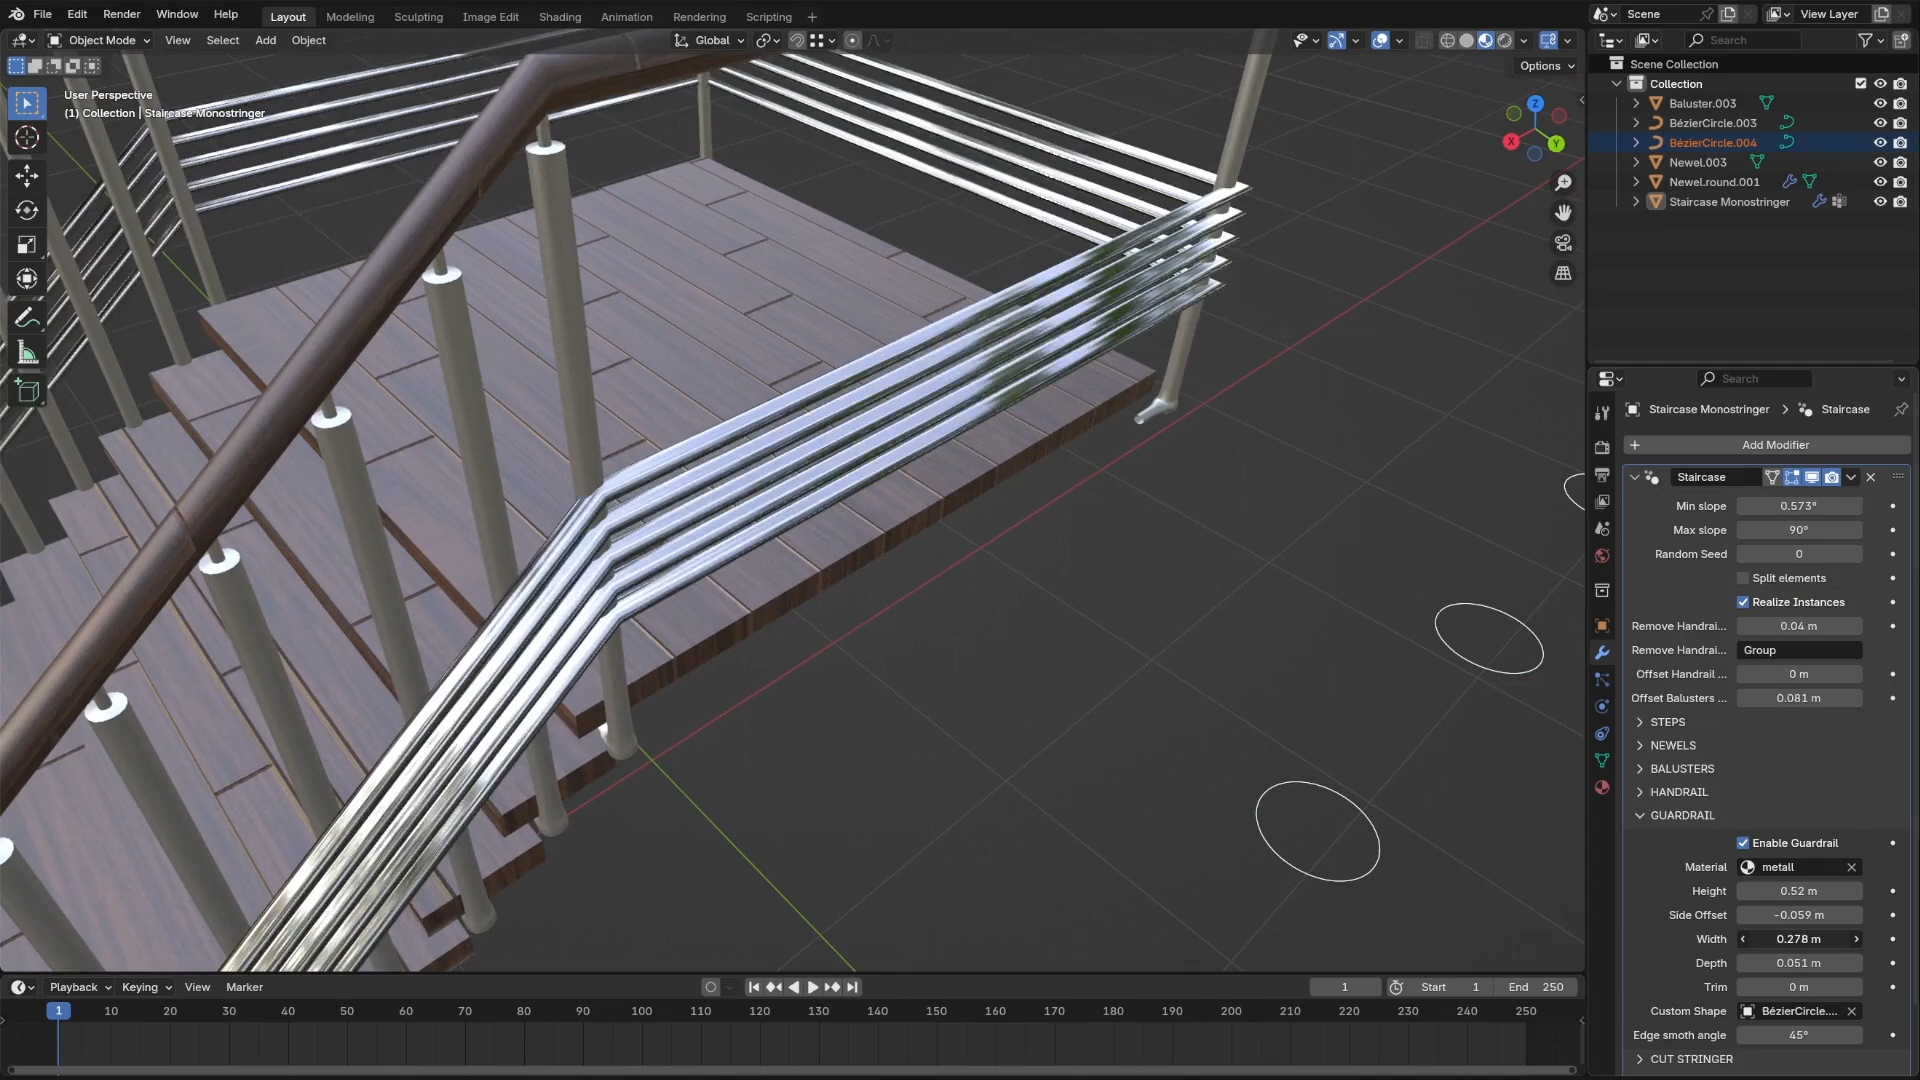 File Edit Render Window Help
Layout Modeling Sculpting Image Edit Shading Animation Rendering Scripting +
Scene
View Layer
Object Mode View Select Add Object
Global
Search
Options
User Perspective
(1) Collection | Staircase Monostringer
Z
X
Y
Scene Collection
Collection
Baluster.003
BézierCircle.003
BézierCircle.004
Newel.003
Newel.round.001
Staircase Monostringer
Search
Staircase Monostringer > Staircase
+ Add Modifier
Staircase
Min slope 0.573°
Max slope 90°
Random Seed 0
Split elements
Realize Instances
Remove Handrai... 0.04 m
Remove Handrai... Group
Offset Handrail ... 0 m
Offset Balusters ... 0.081 m
STEPS
NEWELS
BALUSTERS
HANDRAIL
GUARDRAIL
Enable Guardrail
Material metall
Height 0.52 m
Side Offset -0.059 m
Width 0.278 m
Depth 0.051 m
Trim 0 m
Custom Shape BézierCircle....
Edge smoth angle 45°
CUT STRINGER
Playback Keying View Marker
1 Start 1 End 250
1 10 20 30 40 50 60 70 80 90 100 110 120 130 140 150 160 170 180 190 200 210 220 230 240 250